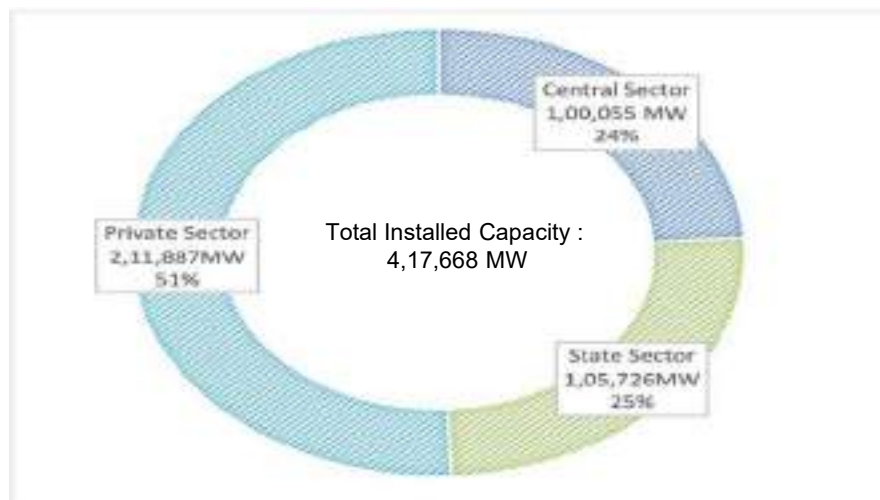 Central Sector
1,00,055 MW
24%
Total Installed Capacity :
4,17,668 MW
Private Sector
2,11,887MW
51%
State Sector
1,05,726MW
25%